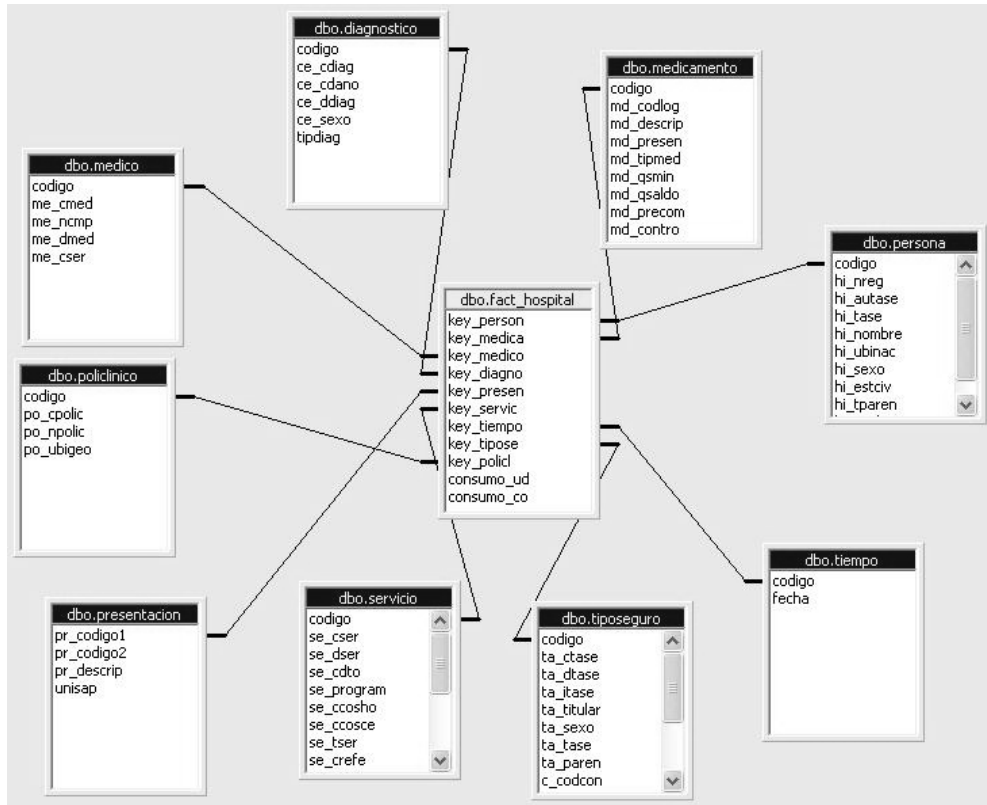 dbo.diagnostico
codigo
ce_cdiag
ce_cdano
ce_ddiag
ce_sexo
tipdiag
dbo.medicamento
codigo
md_codlog
md_descrip
md_presen
md_tipmed
md_qsmin
md_qsaldo
md_precom
md_contro
dbo.medico
codigo
me_cmed
me_ncmp
me_dmed
me_cser
dbo.persona
codigo
hi_nreg
hi_autase
hi_tase
hi_nombre
hi_ubinac
hi_sexo
hi_estciv
hi_tparen
dbo.fact_hospital
key_person
key_medica
key_medico
key_diagno
key_presen
key_servic
key_tiempo
key_tipose
key_policl
consumo_ud
consumo_co
dbo.policlinico
codigo
po_cpolic
po_npolic
po_ubigeo
dbo.tiempo
codigo
fecha
dbo.presentacion
pr_codigo1
pr_codigo2
pr_descrip
unisap
dbo.servicio
codigo
se_cser
se_dser
se_cdto
se_program
se_ccosho
se_ccosce
se_tser
se_crefe
dbo.tiposeguro
codigo
ta_ctase
ta_dtase
ta_itase
ta_titular
ta_sexo
ta_tase
ta_paren
c_codcon